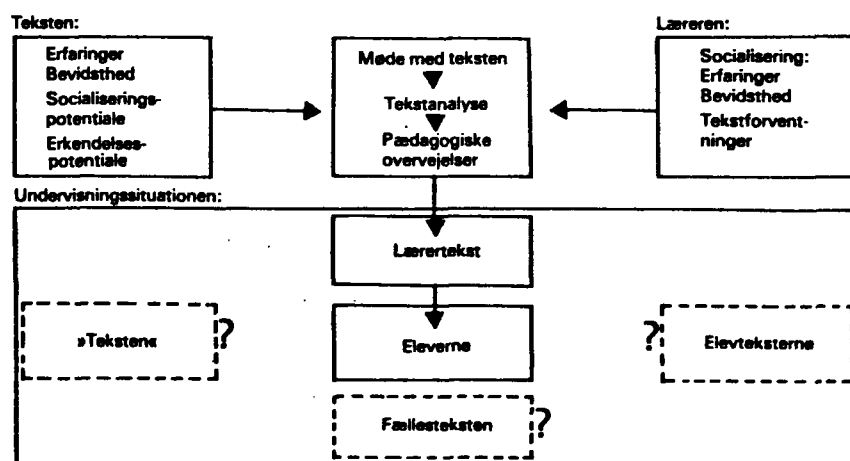 Teksten:
Erfaringer
Bevidsthed
Socialiserings-
potentiale
Erkendelses-
potentiale
Møde med teksten
Tekstanalyse
Pædagogiske
overvejelser
Læreren:
Socialisering:
Erfaringer
Bevidsthed
Tekstforvent-
ninger
Undervisningssituationen:
Lærertekst
»Teksten«
?
Eleverne
?
Elevteksterne
Fællesteksten
?